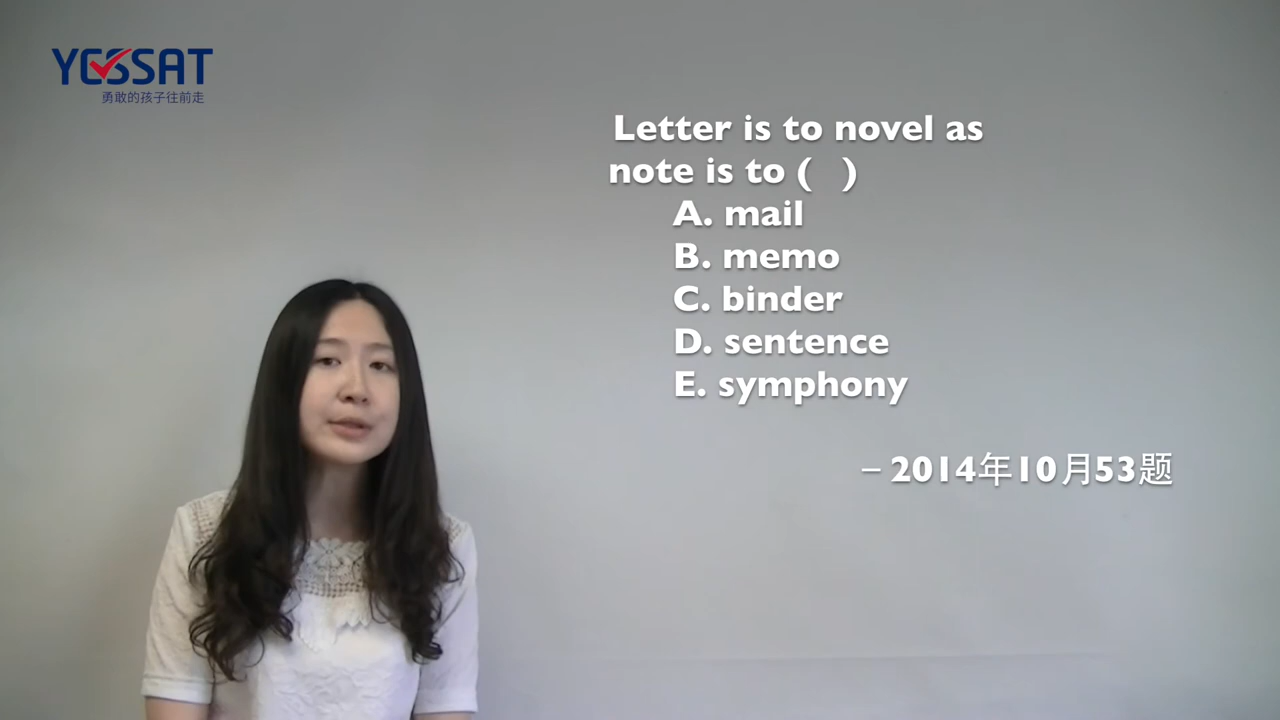 YESSAT
勇敢的孩子往前走
Letter is to novel as
note is to (   )
A. mail
B. memo
C. binder
D. sentence
E. symphony
– 2014年10月53题